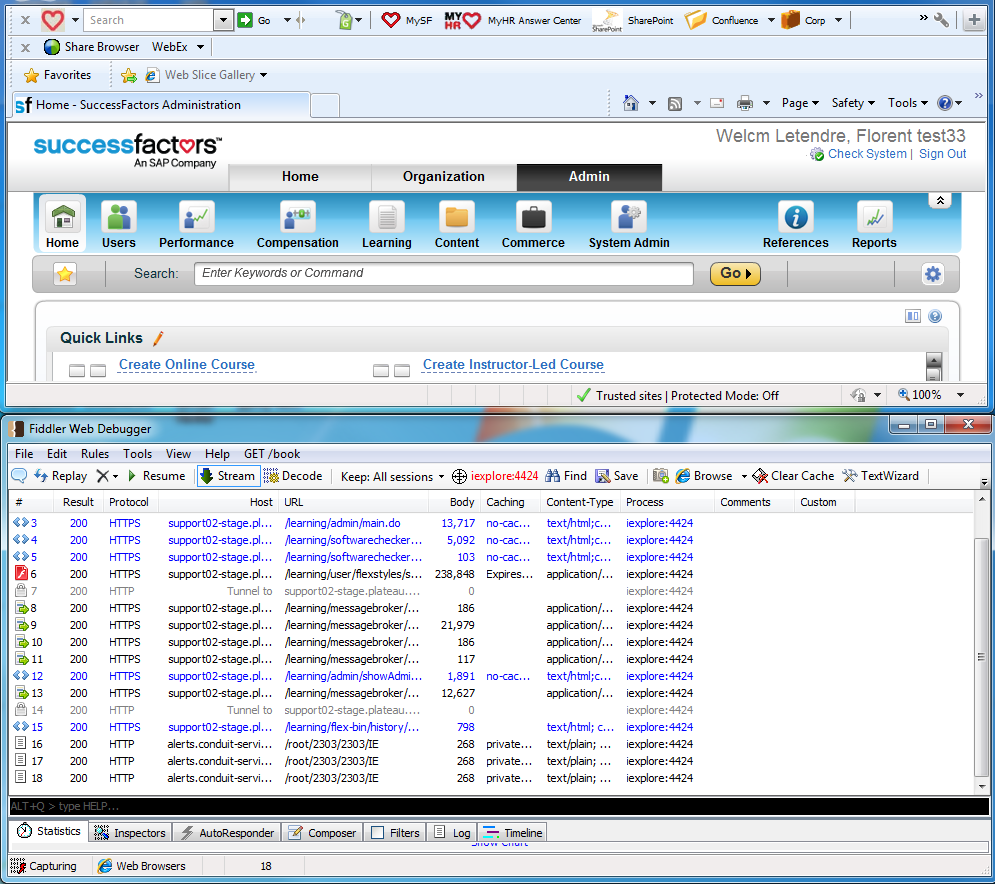 Search Go MySF MY HR MyHR Answer Center SharePoint SharePoint Confluence Corp »
x Share Browser WebEx
Favorites Web Slice Gallery
sf Home - SuccessFactors Administration Page Safety Tools »
successfactors™ Welcm Letendre, Florent test33
An SAP Company Check System | Sign Out
Home Organization Admin
Home Users Performance Compensation Learning Content Commerce System Admin References Reports
Search: Enter Keywords or Command Go
Quick Links
Create Online Course Create Instructor-Led Course
Trusted sites | Protected Mode: Off 100%
Fiddler Web Debugger
File Edit Rules Tools View Help GET /book
Replay Resume Stream Decode Keep: All sessions iexplore:4424 Find Save Browse Clear Cache TextWizard
# Result Protocol Host URL Body Caching Content-Type Process Comments Custom
3 200 HTTPS support02-stage.pl... /learning/admin/main.do 13,717 no-cac... text/html;c... iexplore:4424
4 200 HTTPS support02-stage.pl... /learning/softwarechecker... 5,092 no-cac... text/html;c... iexplore:4424
5 200 HTTPS support02-stage.pl... /learning/softwarechecker... 103 no-cac... text/html;c... iexplore:4424
6 200 HTTPS support02-stage.pl... /learning/user/flexstyles/s... 238,848 Expires... application/... iexplore:4424
7 200 HTTP Tunnel to support02-stage.plateau.... 0 iexplore:4424
8 200 HTTPS support02-stage.pl... /learning/messagebroker/... 186 application/... iexplore:4424
9 200 HTTPS support02-stage.pl... /learning/messagebroker/... 21,979 application/... iexplore:4424
10 200 HTTPS support02-stage.pl... /learning/messagebroker/... 186 application/... iexplore:4424
11 200 HTTPS support02-stage.pl... /learning/messagebroker/... 117 application/... iexplore:4424
12 200 HTTPS support02-stage.pl... /learning/admin/showAdmi... 1,891 no-cac... text/html;c... iexplore:4424
13 200 HTTPS support02-stage.pl... /learning/messagebroker/... 12,627 application/... iexplore:4424
14 200 HTTP Tunnel to support02-stage.plateau.... 0 iexplore:4424
15 200 HTTPS support02-stage.pl... /learning/flex-bin/history/... 798 text/html; c... iexplore:4424
16 200 HTTP alerts.conduit-servi... /root/2303/2303/IE 268 private... text/plain; ... iexplore:4424
17 200 HTTP alerts.conduit-servi... /root/2303/2303/IE 268 private... text/plain; ... iexplore:4424
18 200 HTTP alerts.conduit-servi... /root/2303/2303/IE 268 private... text/plain; ... iexplore:4424
ALT+Q > type HELP...
Statistics Inspectors AutoResponder Composer Filters Log Timeline
Show Chart
Capturing Web Browsers 18